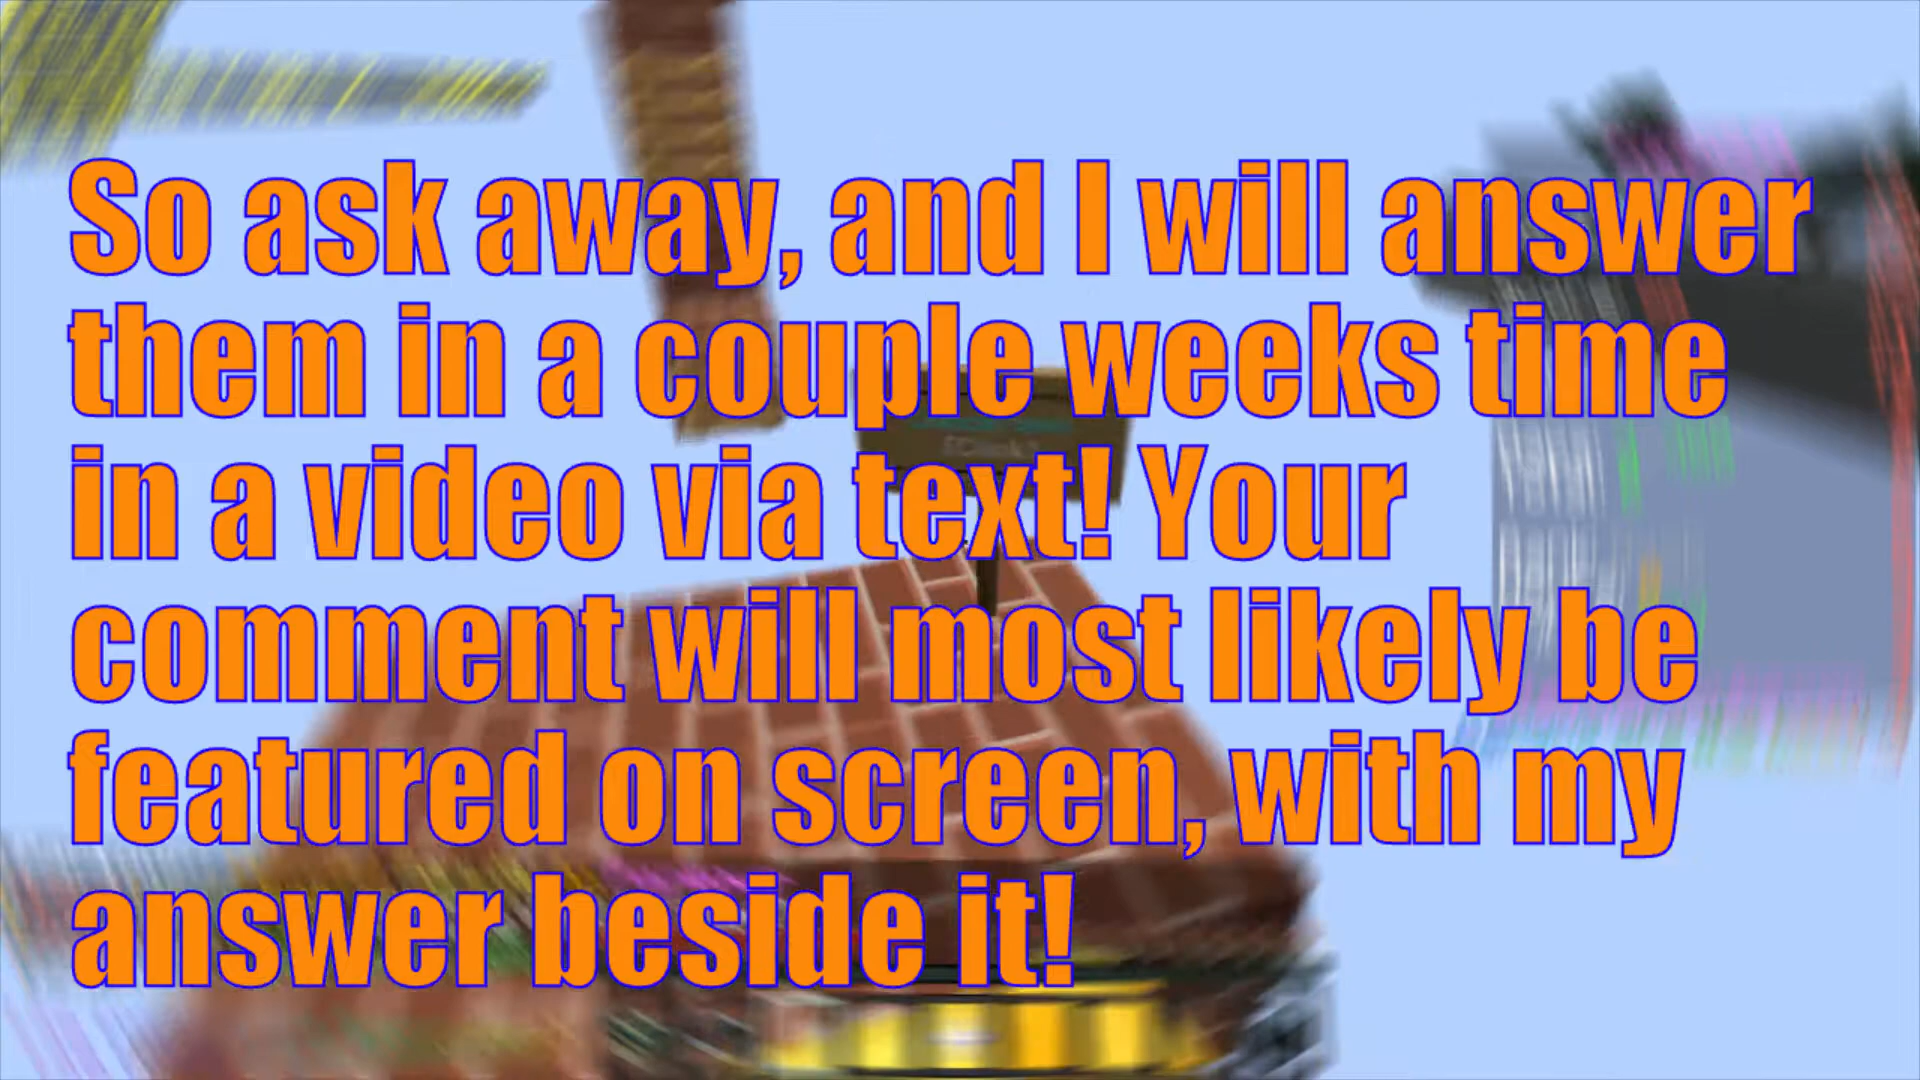 So ask away, and I will answer
them in a couple weeks time
in a video via text! Your
comment will most likely be
featured on screen, with my
answer beside it!